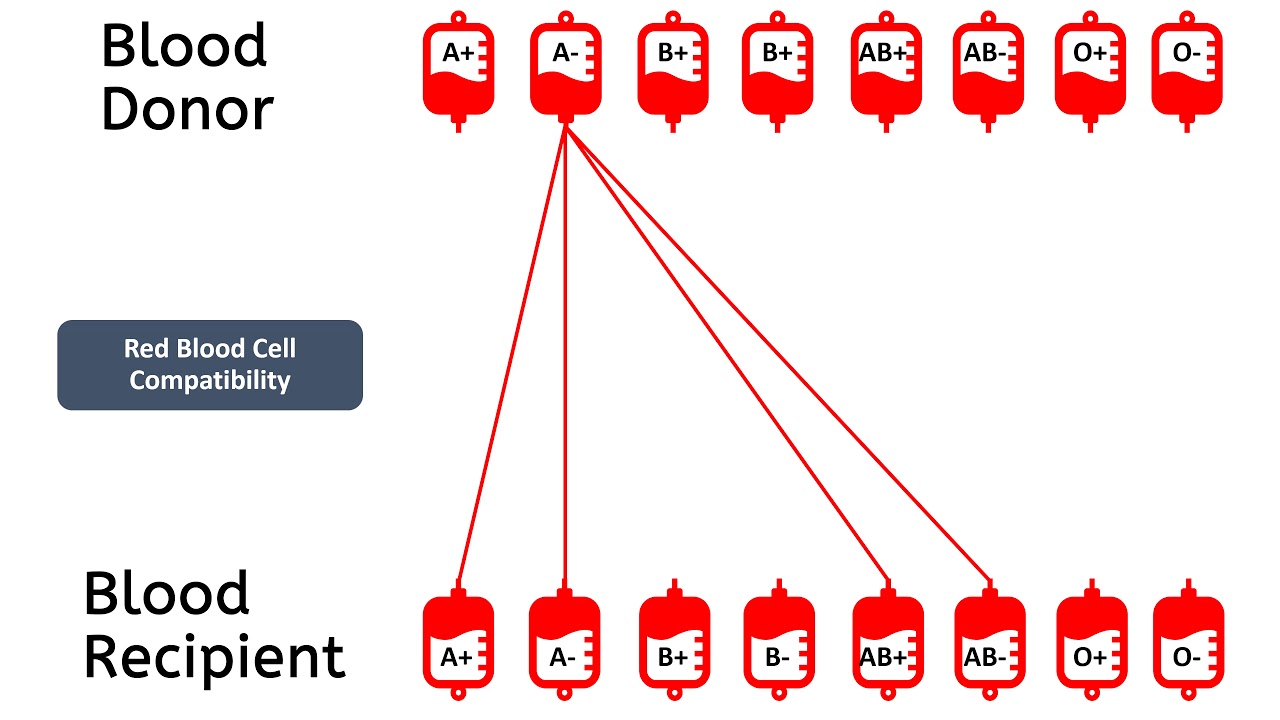 Blood
Donor
A+ A- B+ B+ AB+ AB- O+ O-
Red Blood Cell
Compatibility
Blood
Recipient
A+ A- B+ B- AB+ AB- O+ O-